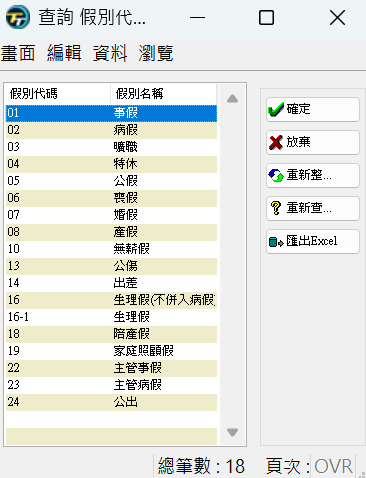 查詢 假別代...
畫面 編輯 資料 瀏覽
假別代碼 假別名稱
01 事假
02 病假
03 曠職
04 特休
05 公假
06 喪假
07 婚假
08 產假
10 無薪假
13 公傷
14 出差
16 生理假(不併入病假)
16-1 生理假
18 陪產假
19 家庭照顧假
22 主管事假
23 主管病假
24 公出
確定
放棄
重新整...
重新查...
匯出Excel
總筆數 : 18 頁次 : OVR